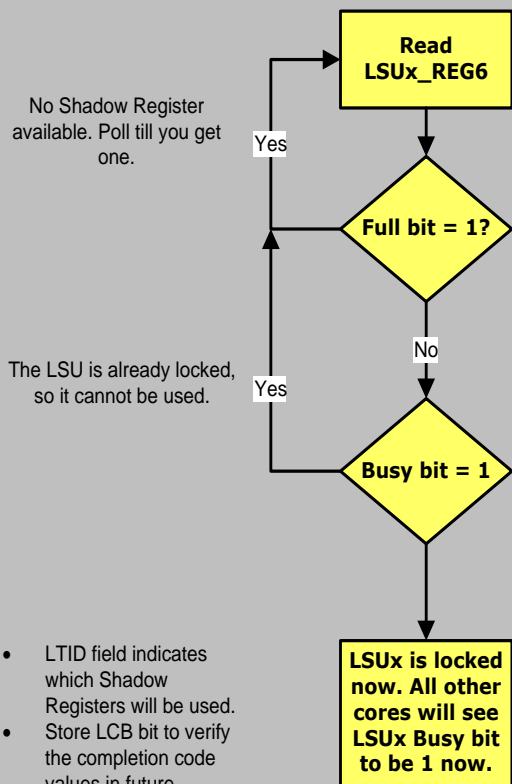 Read
LSUx_REG6
No Shadow Register
available. Poll till you get
one.
Yes
Full bit = 1?
No
The LSU is already locked,
so it cannot be used.
Yes
Busy bit = 1
• LTID field indicates
which Shadow
Registers will be used.
• Store LCB bit to verify
the completion code
values in future
LSUx is locked
now. All other
cores will see
LSUx Busy bit
to be 1 now.